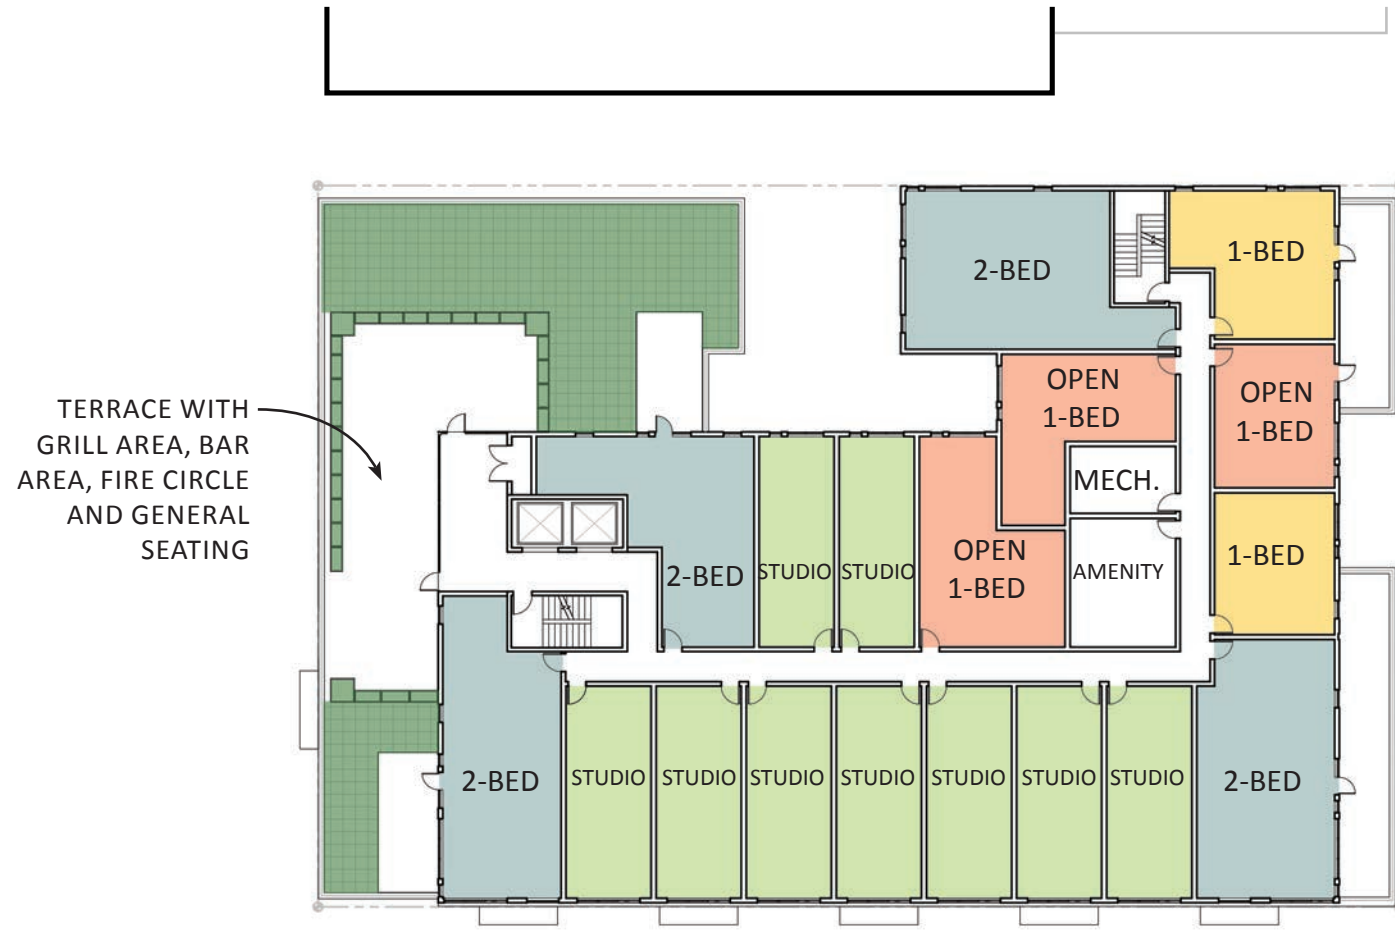 2-BED
1-BED
OPEN
1-BED
OPEN
1-BED
TERRACE WITH
GRILL AREA, BAR
AREA, FIRE CIRCLE
AND GENERAL
SEATING
MECH.
OPEN
1-BED
1-BED
2-BED
STUDIO
STUDIO
AMENITY
2-BED
STUDIO
STUDIO
STUDIO
STUDIO
STUDIO
STUDIO
STUDIO
2-BED